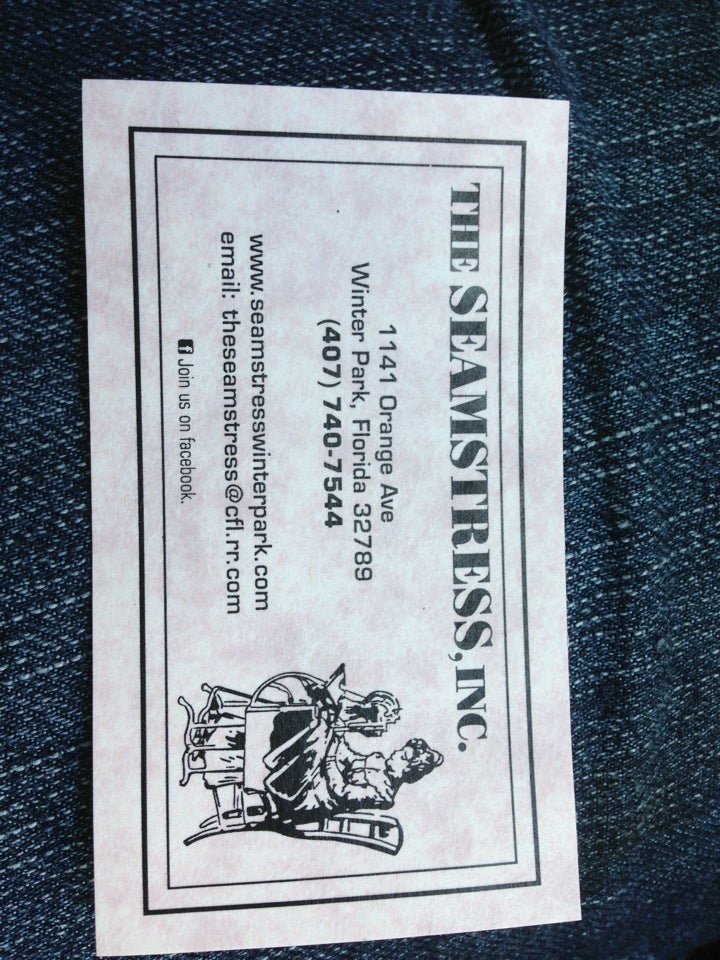 THE SEAMSTRESS, INC.
1141 Orange Ave
Winter Park, Florida 32789
(407) 740-7544
www.seamstresswinterpark.com
email: theseamstress@cfl.rr.com
f Join us on facebook.